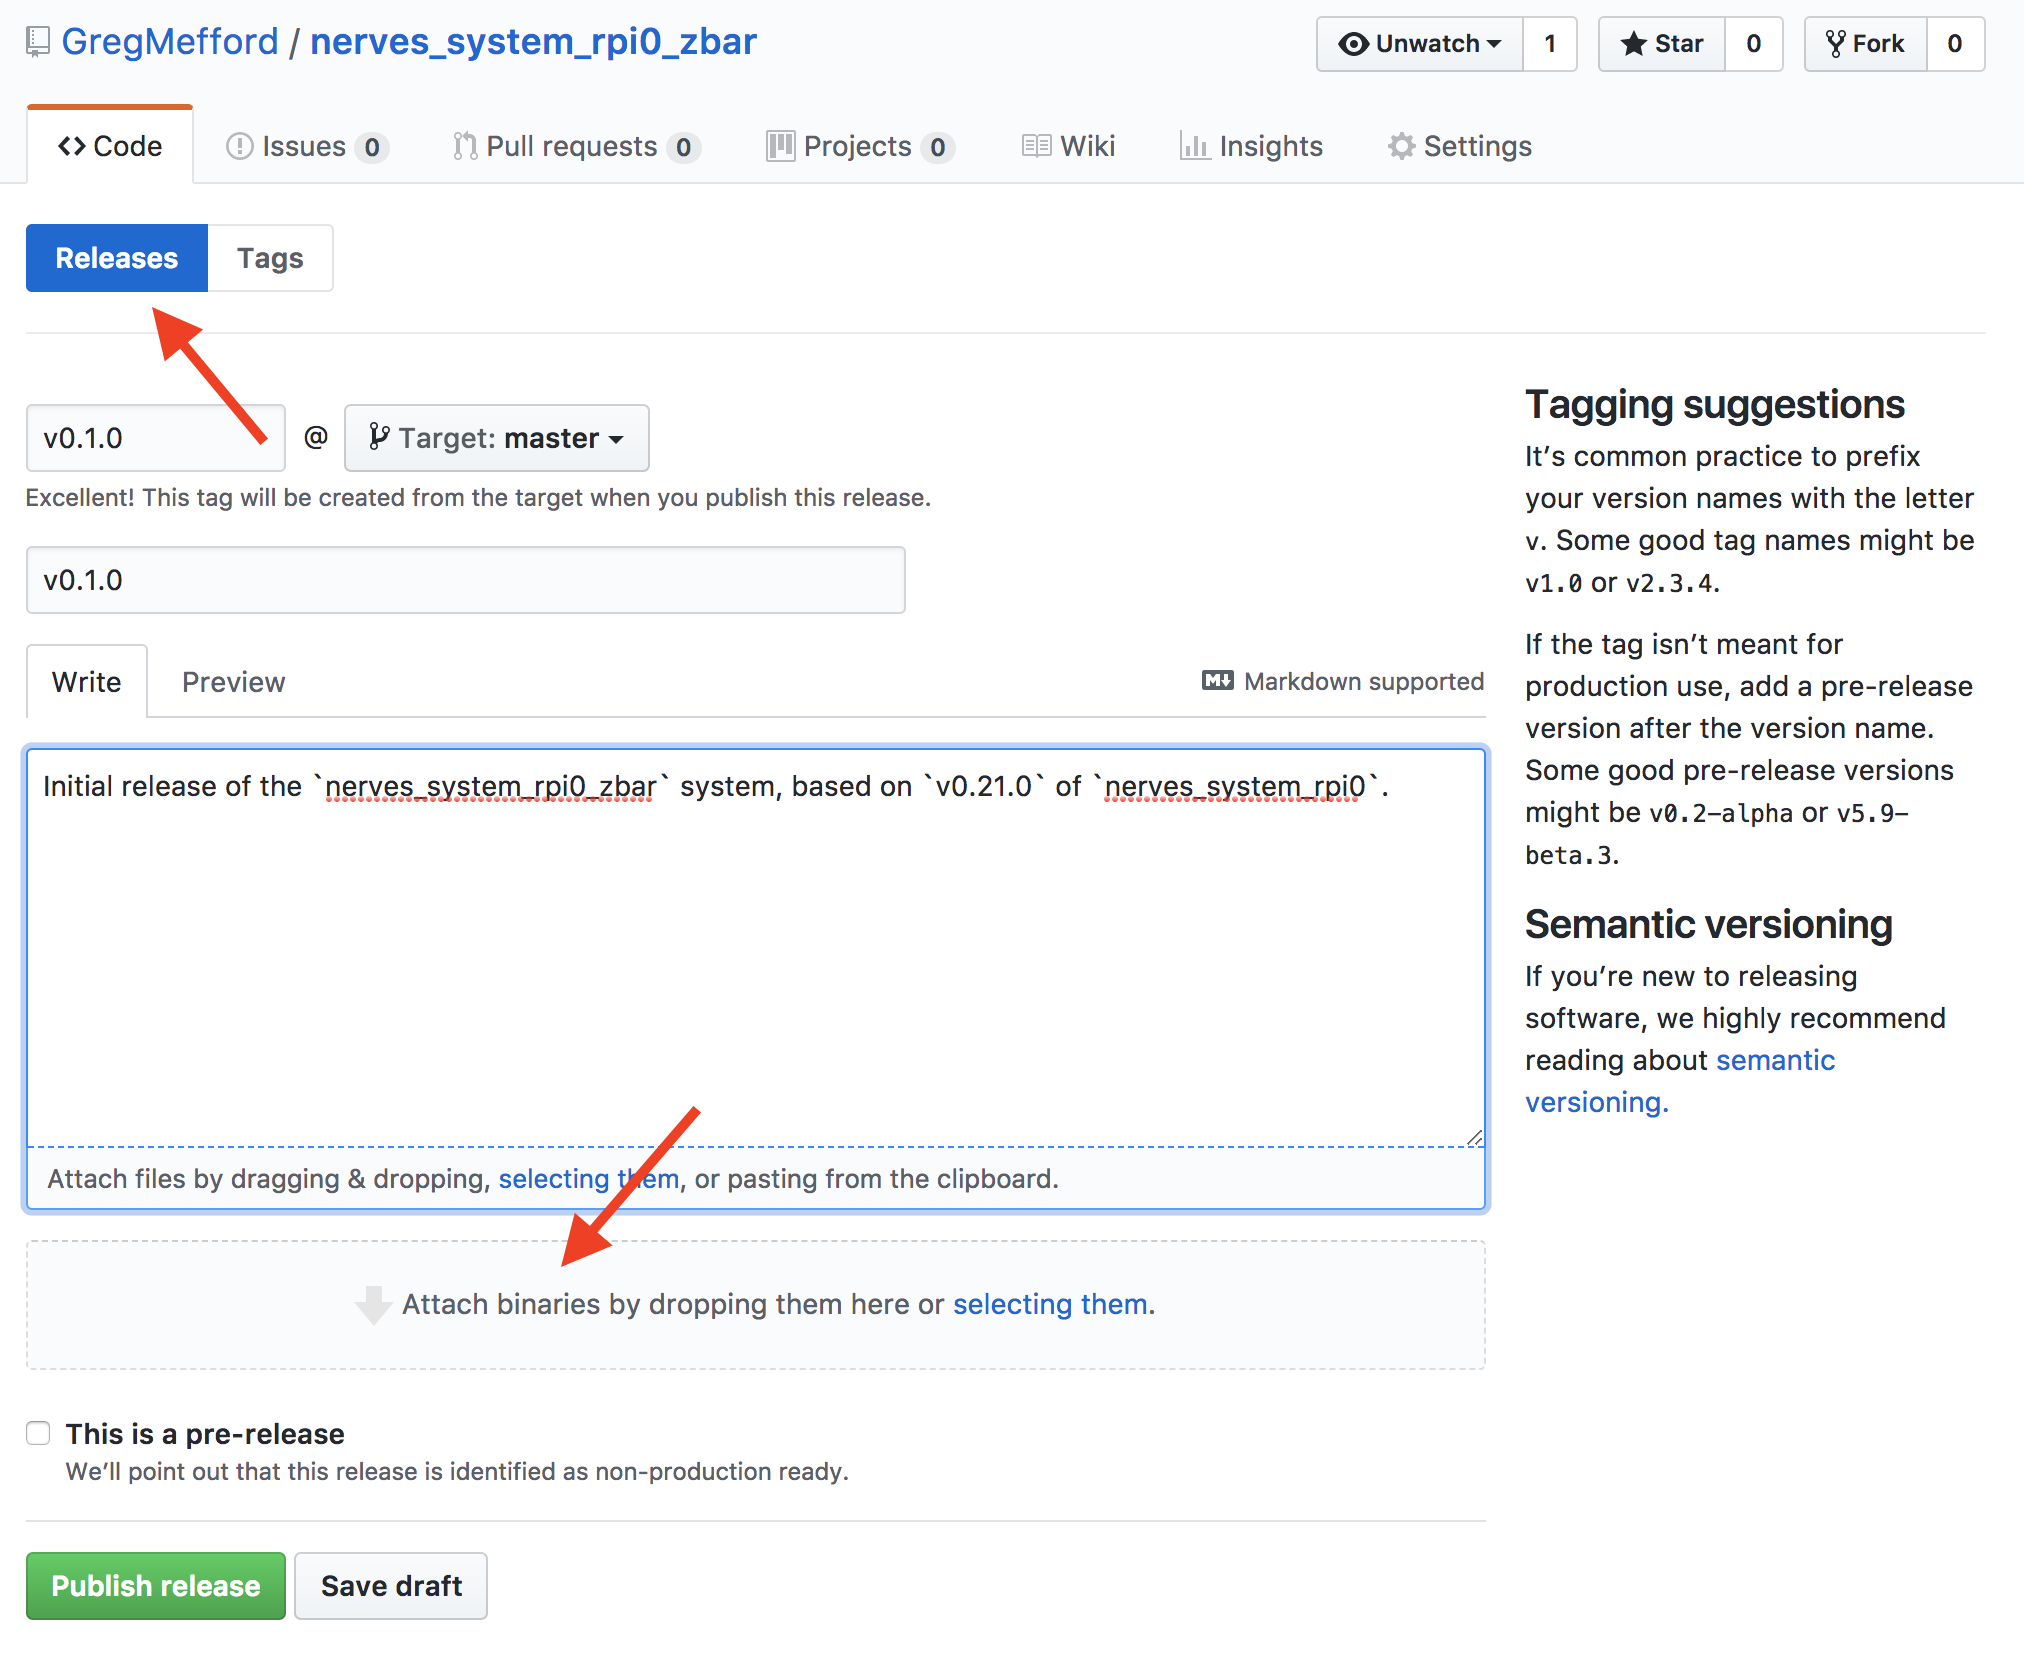 GregMefford / nerves_system_rpi0_zbar
Unwatch 1
Star 0
Fork 0
Code
Issues 0
Pull requests 0
Projects 0
Wiki
Insights
Settings
Releases
Tags
v0.1.0 @ Target: master
Excellent! This tag will be created from the target when you publish this release.
v0.1.0
Write
Preview
Markdown supported
Initial release of the `nerves_system_rpi0_zbar` system, based on `v0.21.0` of `nerves_system_rpi0`.
Attach files by dragging & dropping, selecting them, or pasting from the clipboard.
Attach binaries by dropping them here or selecting them.
This is a pre-release
We’ll point out that this release is identified as non-production ready.
Publish release
Save draft
Tagging suggestions
It’s common practice to prefix
your version names with the letter
v. Some good tag names might be
v1.0 or v2.3.4.
If the tag isn’t meant for
production use, add a pre-release
version after the version name.
Some good pre-release versions
might be v0.2-alpha or v5.9-
beta.3.
Semantic versioning
If you’re new to releasing
software, we highly recommend
reading about semantic
versioning.